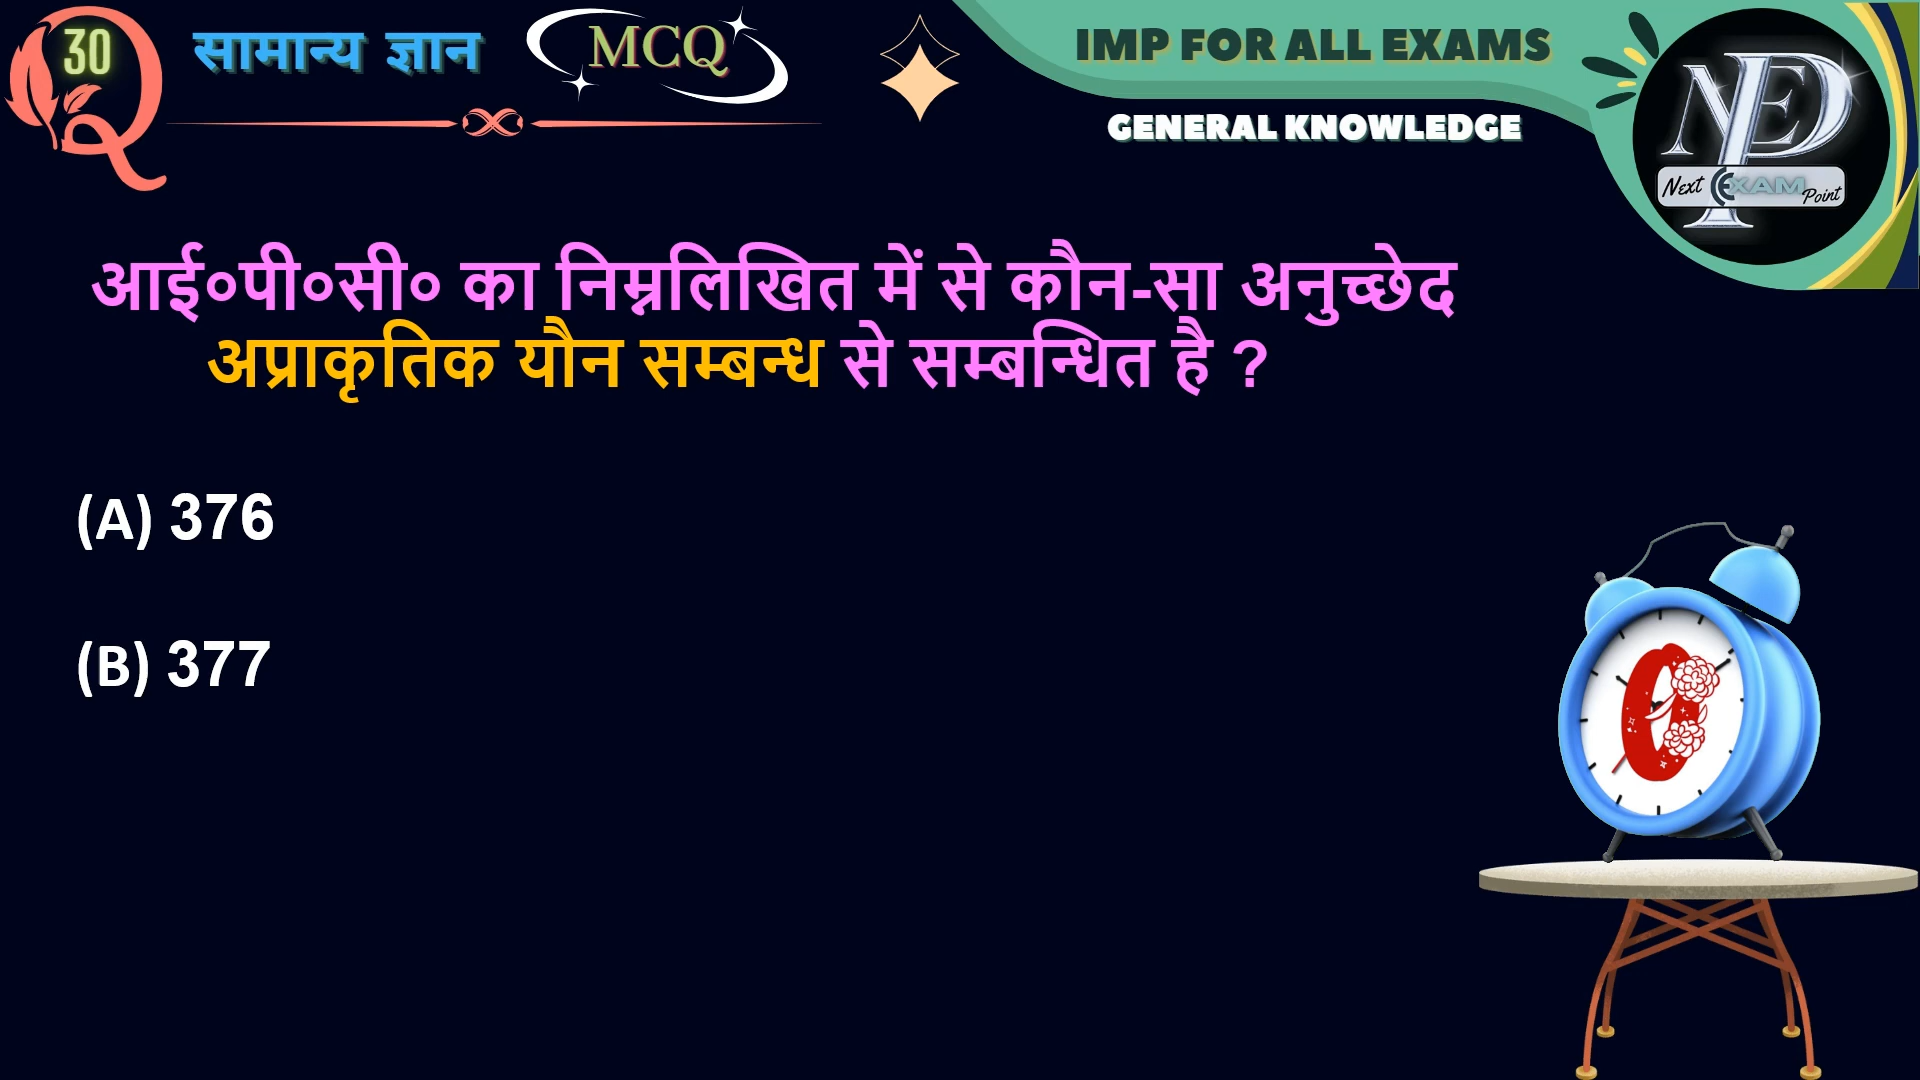 30
सामान्य ज्ञान
MCQ
IMP FOR ALL EXAMS
GENERAL KNOWLEDGE
NEP
Next EXAM Point
आई०पी०सी० का निम्नलिखित में से कौन-सा अनुच्छेद
अप्राकृतिक यौन सम्बन्ध से सम्बन्धित है ?
(A) 376
(B) 377